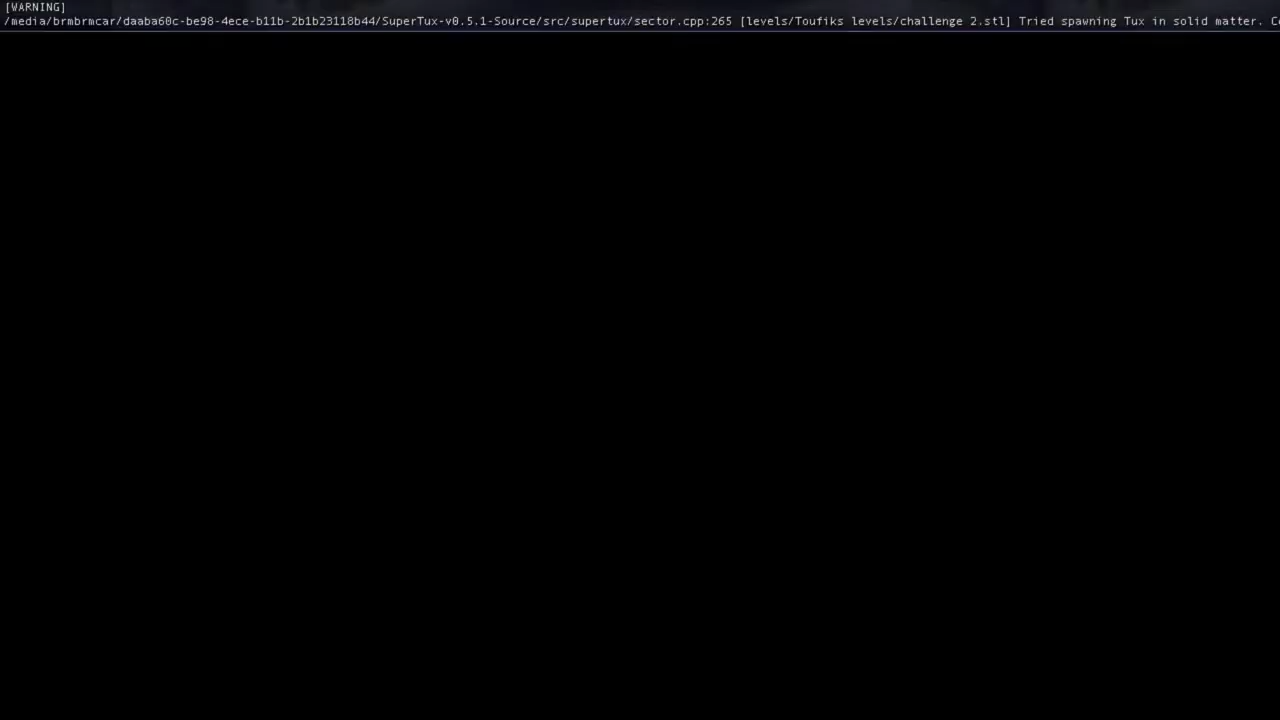 [WARNING]
/media/brmbrmcar/daaba60c-be98-4ece-b11b-2b1b23118b44/SuperTux-v0.5.1-Source/src/supertux/sector.cpp:265 [levels/Toufiks levels/challenge 2.stl] Tried spawning Tux in solid matter.